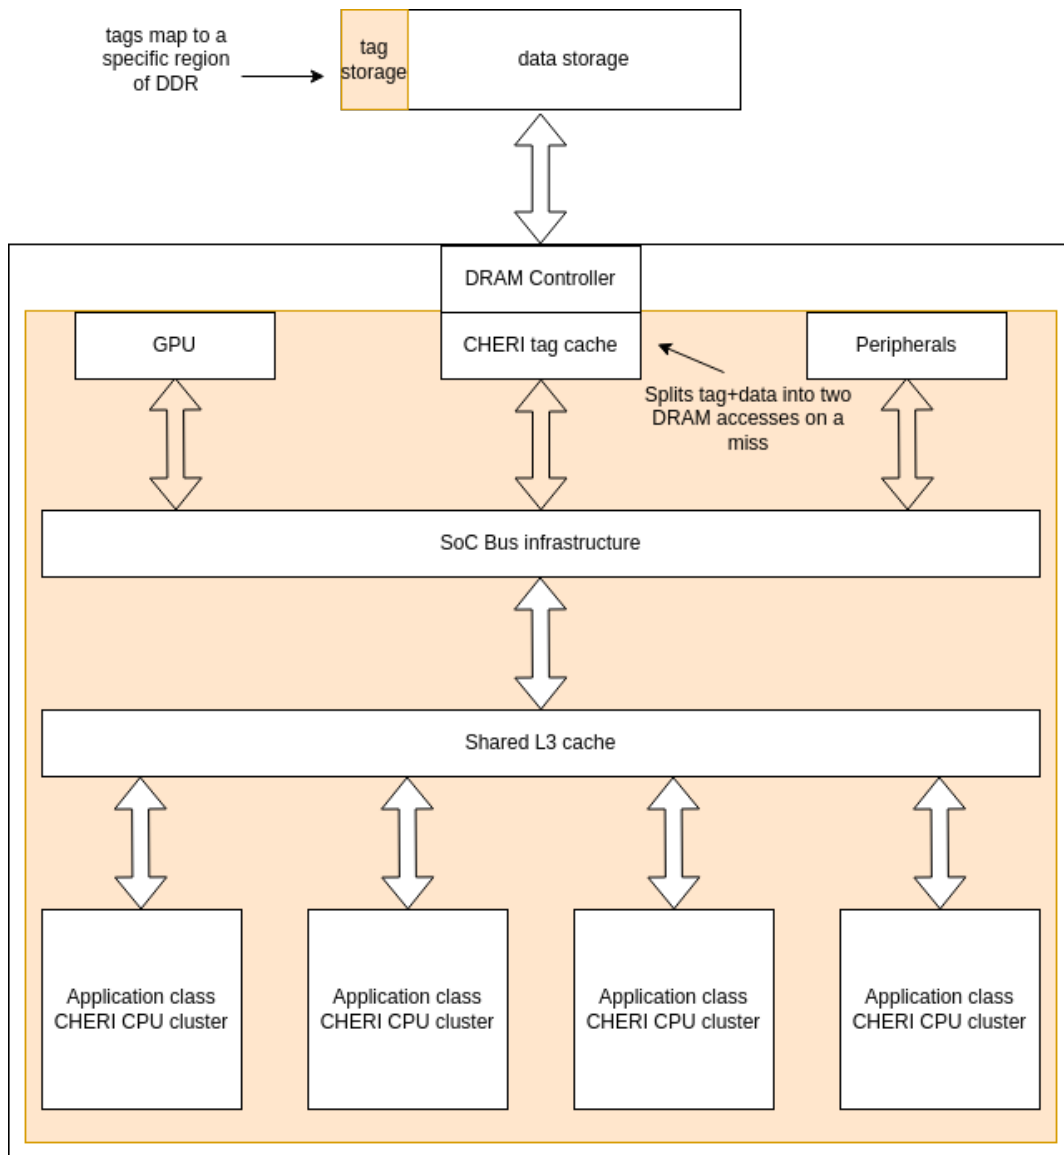 tags map to a
specific region
of DDR
tag
storage
data storage
DRAM Controller
GPU
CHERI tag cache
Peripherals
Splits tag+data into two
DRAM accesses on a
miss
SoC Bus infrastructure
Shared L3 cache
Application class
CHERI CPU cluster
Application class
CHERI CPU cluster
Application class
CHERI CPU cluster
Application class
CHERI CPU cluster